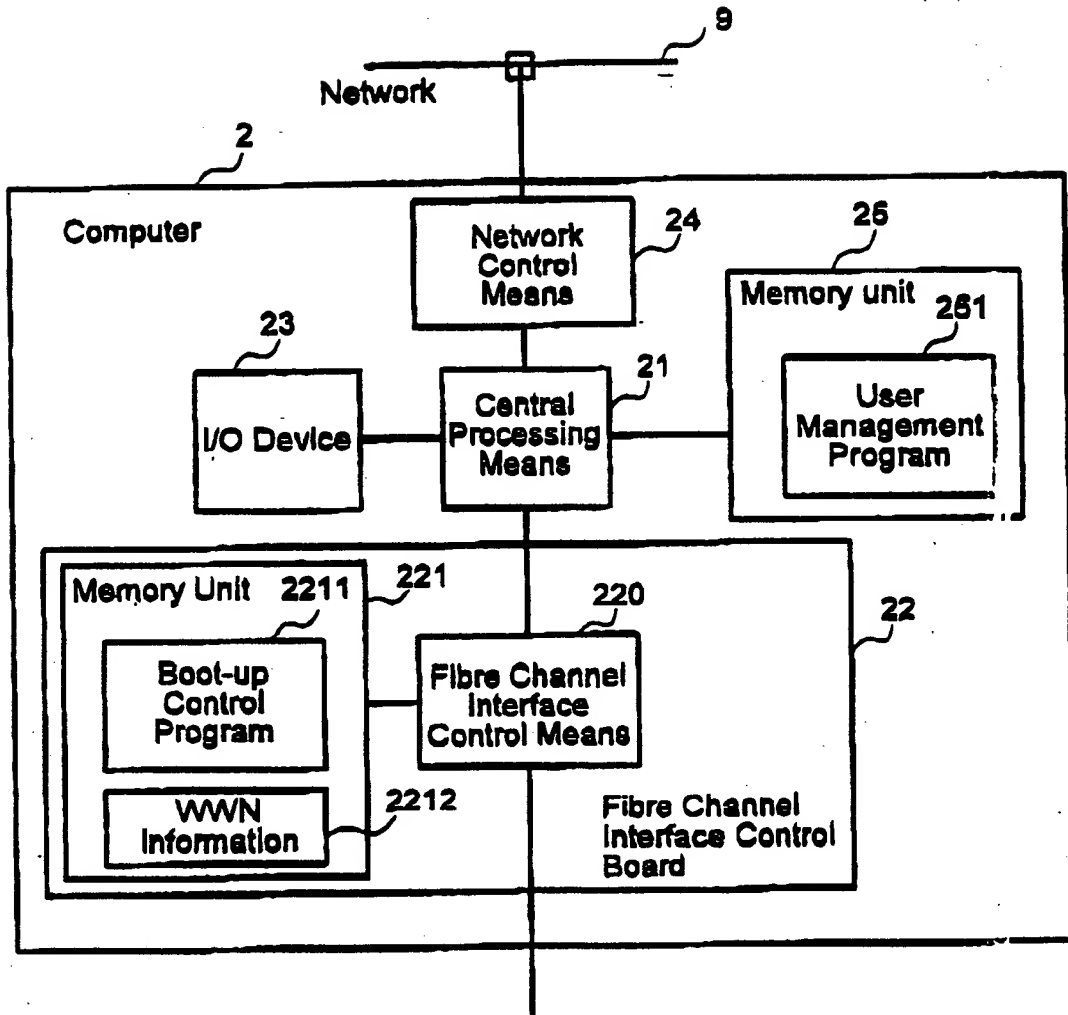 9
Network
2
Computer
Network
Control
Means
24
26
Memory unit
261
User
Management
Program
23
I/O Device
21
Central
Processing
Means
Memory Unit
2211
221
Boot-up
Control
Program
WWN
Information
2212
220
Fibre Channel
Interface
Control Means
22
Fibre Channel
Interface Control
Board